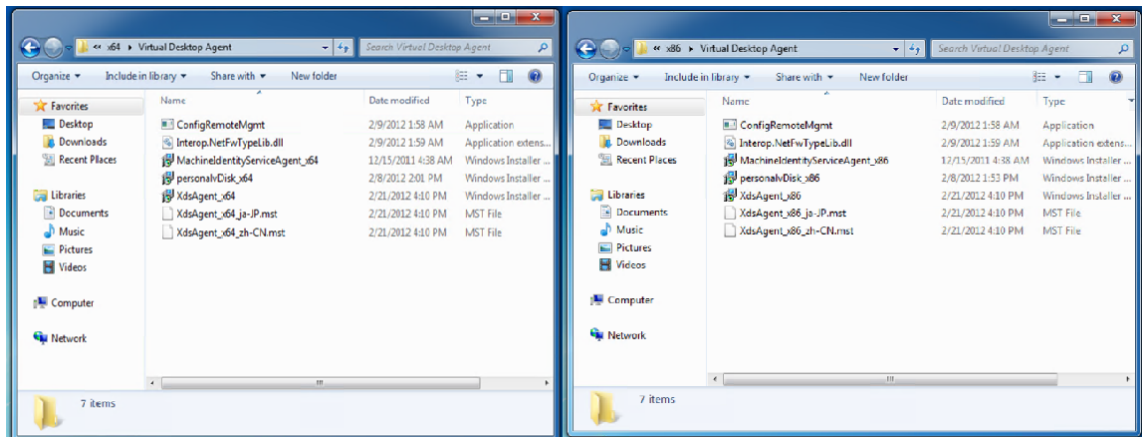 « x64 ▸ Virtual Desktop Agent
Search Virtual Desktop Agent
Organize
Include in library
Share with
New folder
Favorites
Desktop
Downloads
Recent Places
Libraries
Documents
Music
Pictures
Videos
Computer
Network
Name Date modified Type
ConfigRemoteMgmt 2/9/2012 1:58 AM Application
Interop.NetFwTypeLib.dll 2/9/2012 1:59 AM Application extens...
MachineIdentityServiceAgent_x64 12/15/2011 4:38 AM Windows Installer ...
personalvDisk_x64 2/8/2012 2:01 PM Windows Installer ...
XdsAgent_x64 2/21/2012 4:10 PM Windows Installer ...
XdsAgent_x64_ja-JP.mst 2/21/2012 4:10 PM MST File
XdsAgent_x64_zh-CN.mst 2/21/2012 4:10 PM MST File
7 items
« x86 ▸ Virtual Desktop Agent
Search Virtual Desktop Agent
Organize
Include in library
Share with
New folder
Favorites
Desktop
Downloads
Recent Places
Libraries
Documents
Music
Pictures
Videos
Computer
Network
Name Date modified Type
ConfigRemoteMgmt 2/9/2012 1:58 AM Application
Interop.NetFwTypeLib.dll 2/9/2012 1:59 AM Application extens...
MachineIdentityServiceAgent_x86 12/15/2011 4:38 AM Windows Installer ...
personalvDisk_x86 2/8/2012 1:53 PM Windows Installer ...
XdsAgent_x86 2/21/2012 4:10 PM Windows Installer ...
XdsAgent_x86_ja-JP.mst 2/21/2012 4:10 PM MST File
XdsAgent_x86_zh-CN.mst 2/21/2012 4:10 PM MST File
7 items